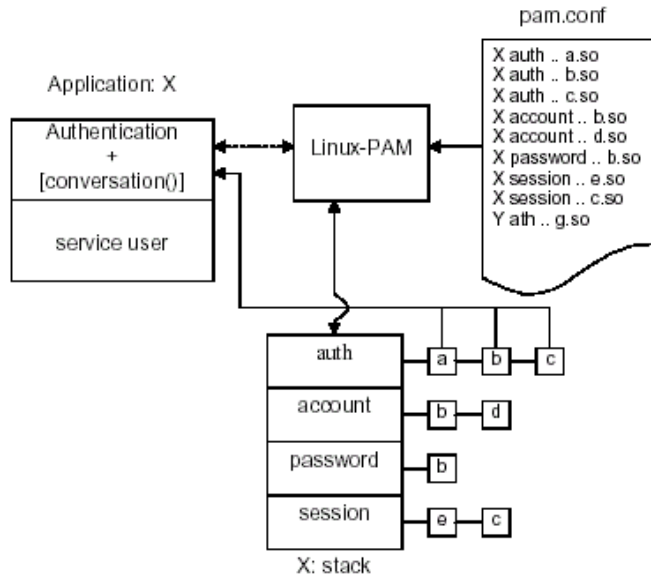 pam.conf
X auth .. a.so
X auth .. b.so
X auth .. c.so
X account .. b.so
X account .. d.so
X password .. b.so
X session .. e.so
X session .. c.so
Y ath .. g.so
Application: X
Authentication
+
[conversation()]
service user
Linux-PAM
auth
a
b
c
account
b
d
password
b
session
e
c
X: stack